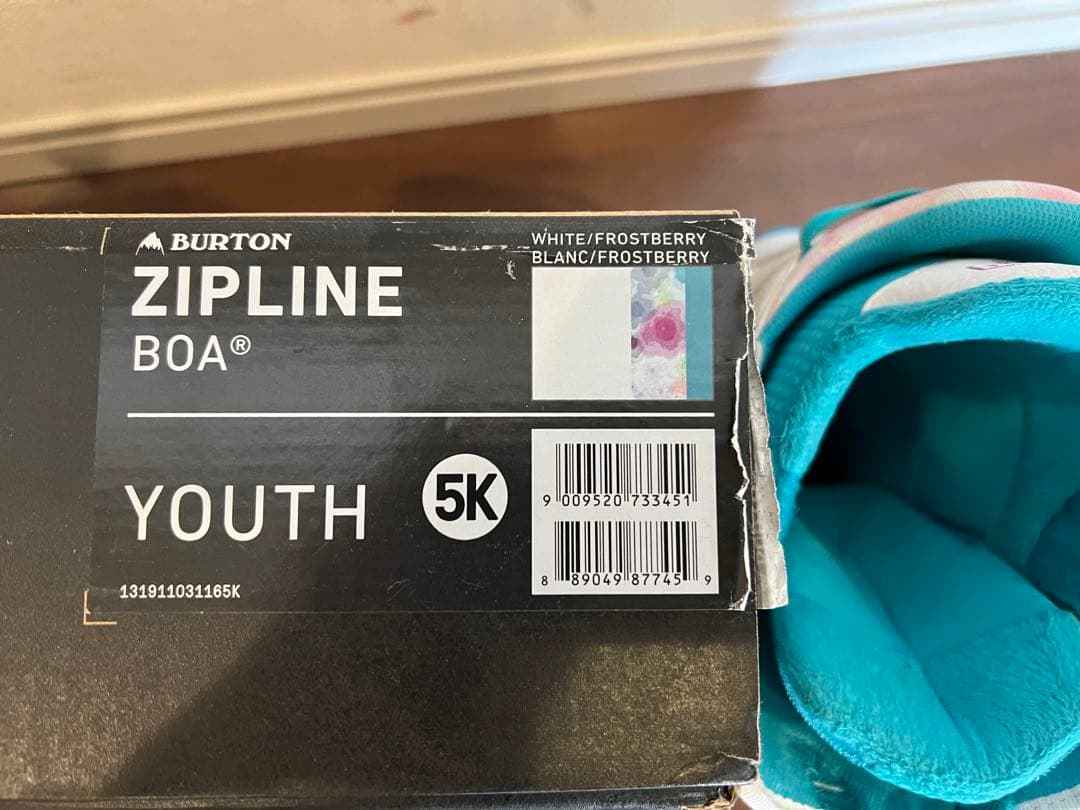 BURTON
ZIPLINE
BOA®
WHITE/FROSTBERRY
BLANC/FROSTBERRY
YOUTH
5K
9 009520 733451
8 89049 87745 9
131911031165K